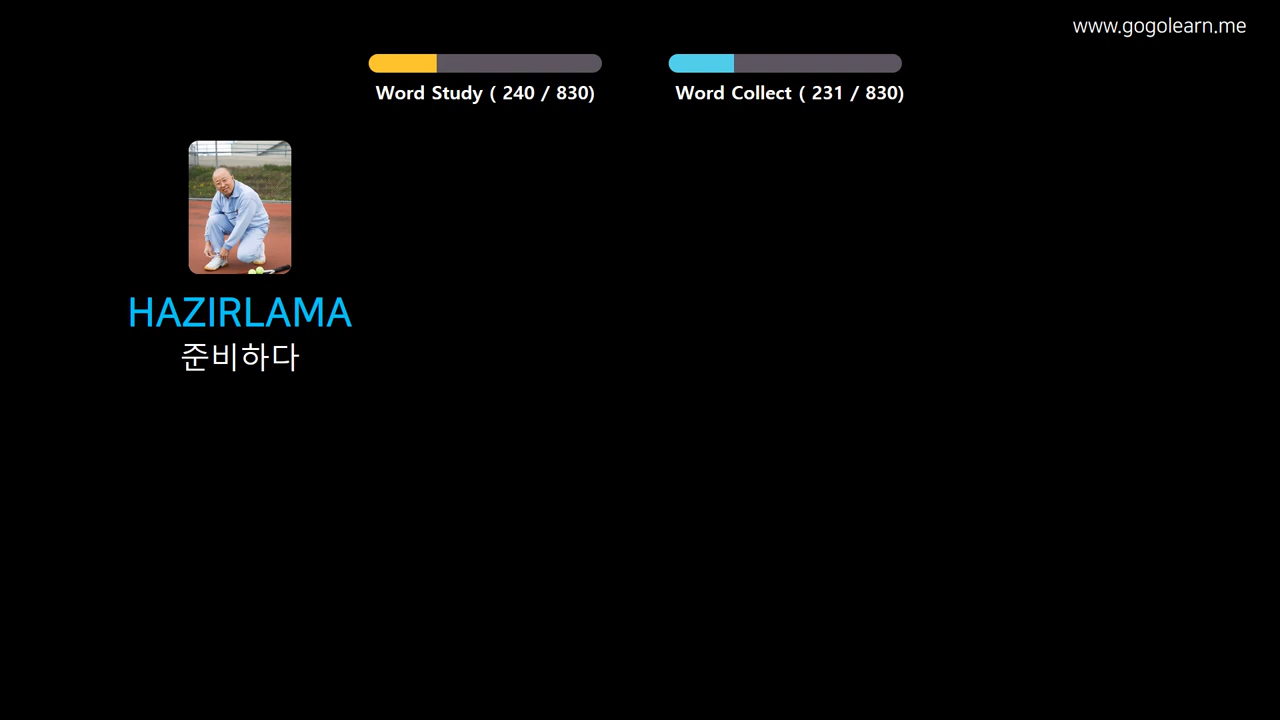 www.gogolearn.me
Word Study ( 240 / 830)
Word Collect ( 231 / 830)
HAZIRLAMA
준비하다